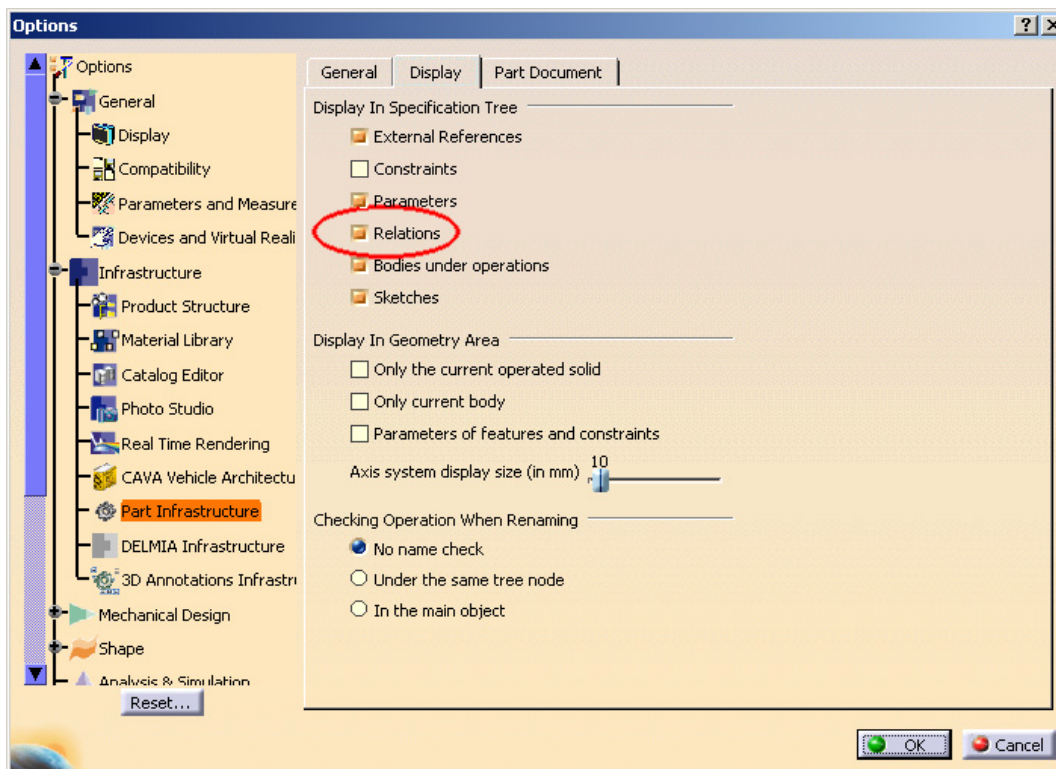 Options
Options
General
Display
Compatibility
Parameters and Measure
Devices and Virtual Reali
Infrastructure
Product Structure
Material Library
Catalog Editor
Photo Studio
Real Time Rendering
CAVA Vehicle Architectu
Part Infrastructure
DELMIA Infrastructure
3D Annotations Infrastru
Mechanical Design
Shape
Analysis & Simulation
Reset...
General Display Part Document
Display In Specification Tree
External References
Constraints
Parameters
Relations
Bodies under operations
Sketches
Display In Geometry Area
Only the current operated solid
Only current body
Parameters of features and constraints
10
Axis system display size (in mm)
Checking Operation When Renaming
No name check
Under the same tree node
In the main object
OK Cancel